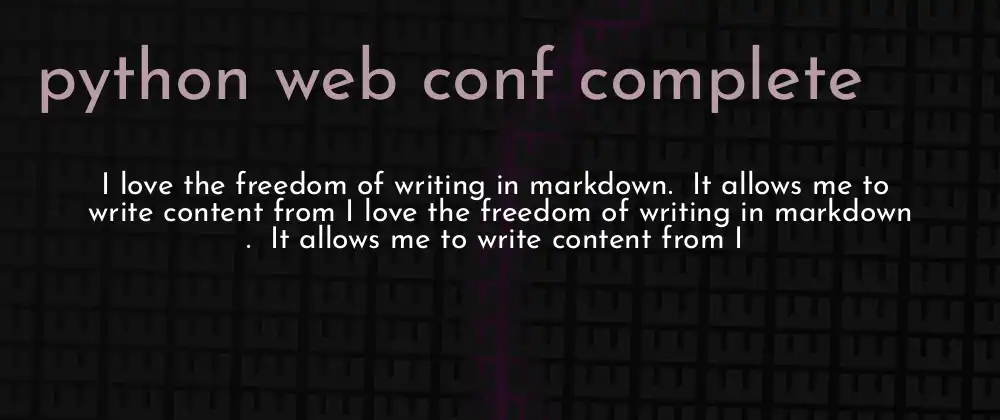 python web conf complete
I love the freedom of writing in markdown.  It allows me to
write content from I love the freedom of writing in markdown
.  It allows me to write content from I